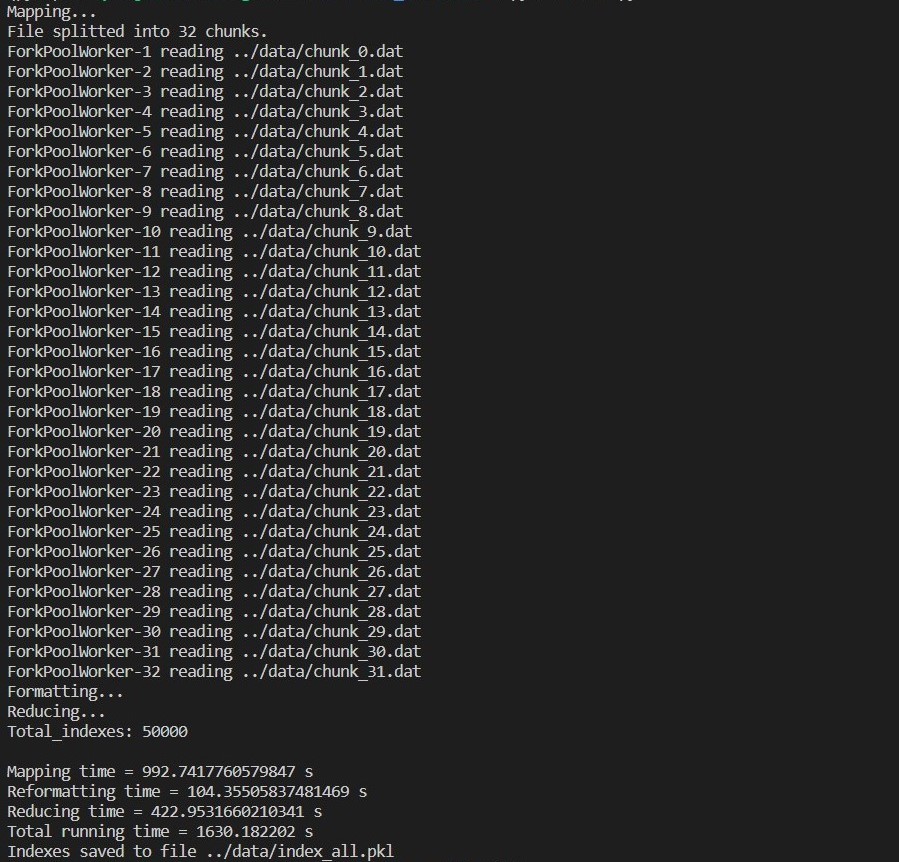 Mapping...
File splitted into 32 chunks.
ForkPoolWorker-1 reading ../data/chunk_0.dat
ForkPoolWorker-2 reading ../data/chunk_1.dat
ForkPoolWorker-3 reading ../data/chunk_2.dat
ForkPoolWorker-4 reading ../data/chunk_3.dat
ForkPoolWorker-5 reading ../data/chunk_4.dat
ForkPoolWorker-6 reading ../data/chunk_5.dat
ForkPoolWorker-7 reading ../data/chunk_6.dat
ForkPoolWorker-8 reading ../data/chunk_7.dat
ForkPoolWorker-9 reading ../data/chunk_8.dat
ForkPoolWorker-10 reading ../data/chunk_9.dat
ForkPoolWorker-11 reading ../data/chunk_10.dat
ForkPoolWorker-12 reading ../data/chunk_11.dat
ForkPoolWorker-13 reading ../data/chunk_12.dat
ForkPoolWorker-14 reading ../data/chunk_13.dat
ForkPoolWorker-15 reading ../data/chunk_14.dat
ForkPoolWorker-16 reading ../data/chunk_15.dat
ForkPoolWorker-17 reading ../data/chunk_16.dat
ForkPoolWorker-18 reading ../data/chunk_17.dat
ForkPoolWorker-19 reading ../data/chunk_18.dat
ForkPoolWorker-20 reading ../data/chunk_19.dat
ForkPoolWorker-21 reading ../data/chunk_20.dat
ForkPoolWorker-22 reading ../data/chunk_21.dat
ForkPoolWorker-23 reading ../data/chunk_22.dat
ForkPoolWorker-24 reading ../data/chunk_23.dat
ForkPoolWorker-25 reading ../data/chunk_24.dat
ForkPoolWorker-26 reading ../data/chunk_25.dat
ForkPoolWorker-27 reading ../data/chunk_26.dat
ForkPoolWorker-28 reading ../data/chunk_27.dat
ForkPoolWorker-29 reading ../data/chunk_28.dat
ForkPoolWorker-30 reading ../data/chunk_29.dat
ForkPoolWorker-31 reading ../data/chunk_30.dat
ForkPoolWorker-32 reading ../data/chunk_31.dat
Formatting...
Reducing...
Total_indexes: 50000
Mapping time = 992.7417760579847 s
Reformatting time = 104.35505837481469 s
Reducing time = 422.9531660210341 s
Total running time = 1630.182202 s
Indexes saved to file ../data/index_all.pkl